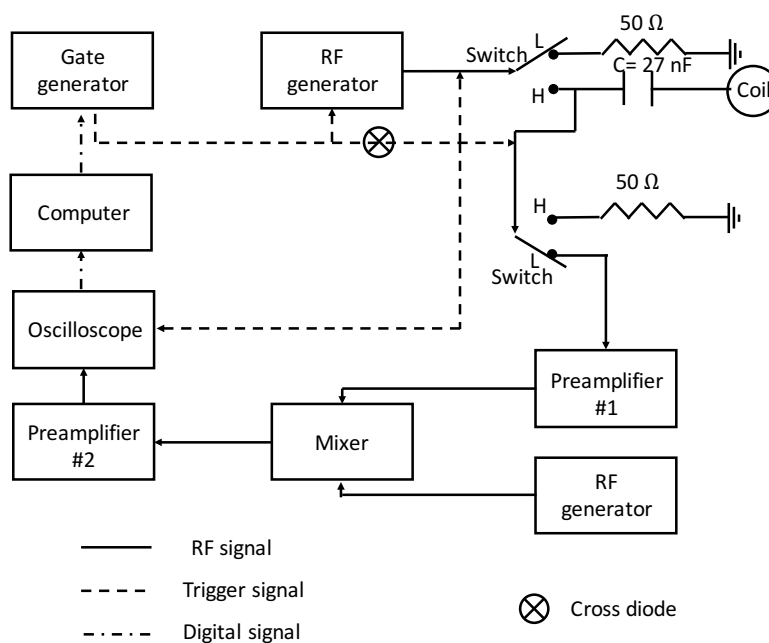 50 Ω
Gate
generator
RF
generator
Switch
L
C= 27 nF
H
Coil
Computer
50 Ω
H
L
Switch
Oscilloscope
Preamplifier
#1
Preamplifier
#2
Mixer
RF
generator
RF signal
Trigger signal
Cross diode
Digital signal